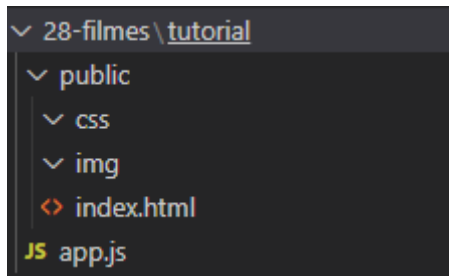 28-filmes\tutorial
public
css
img
<> index.html
JS app.js